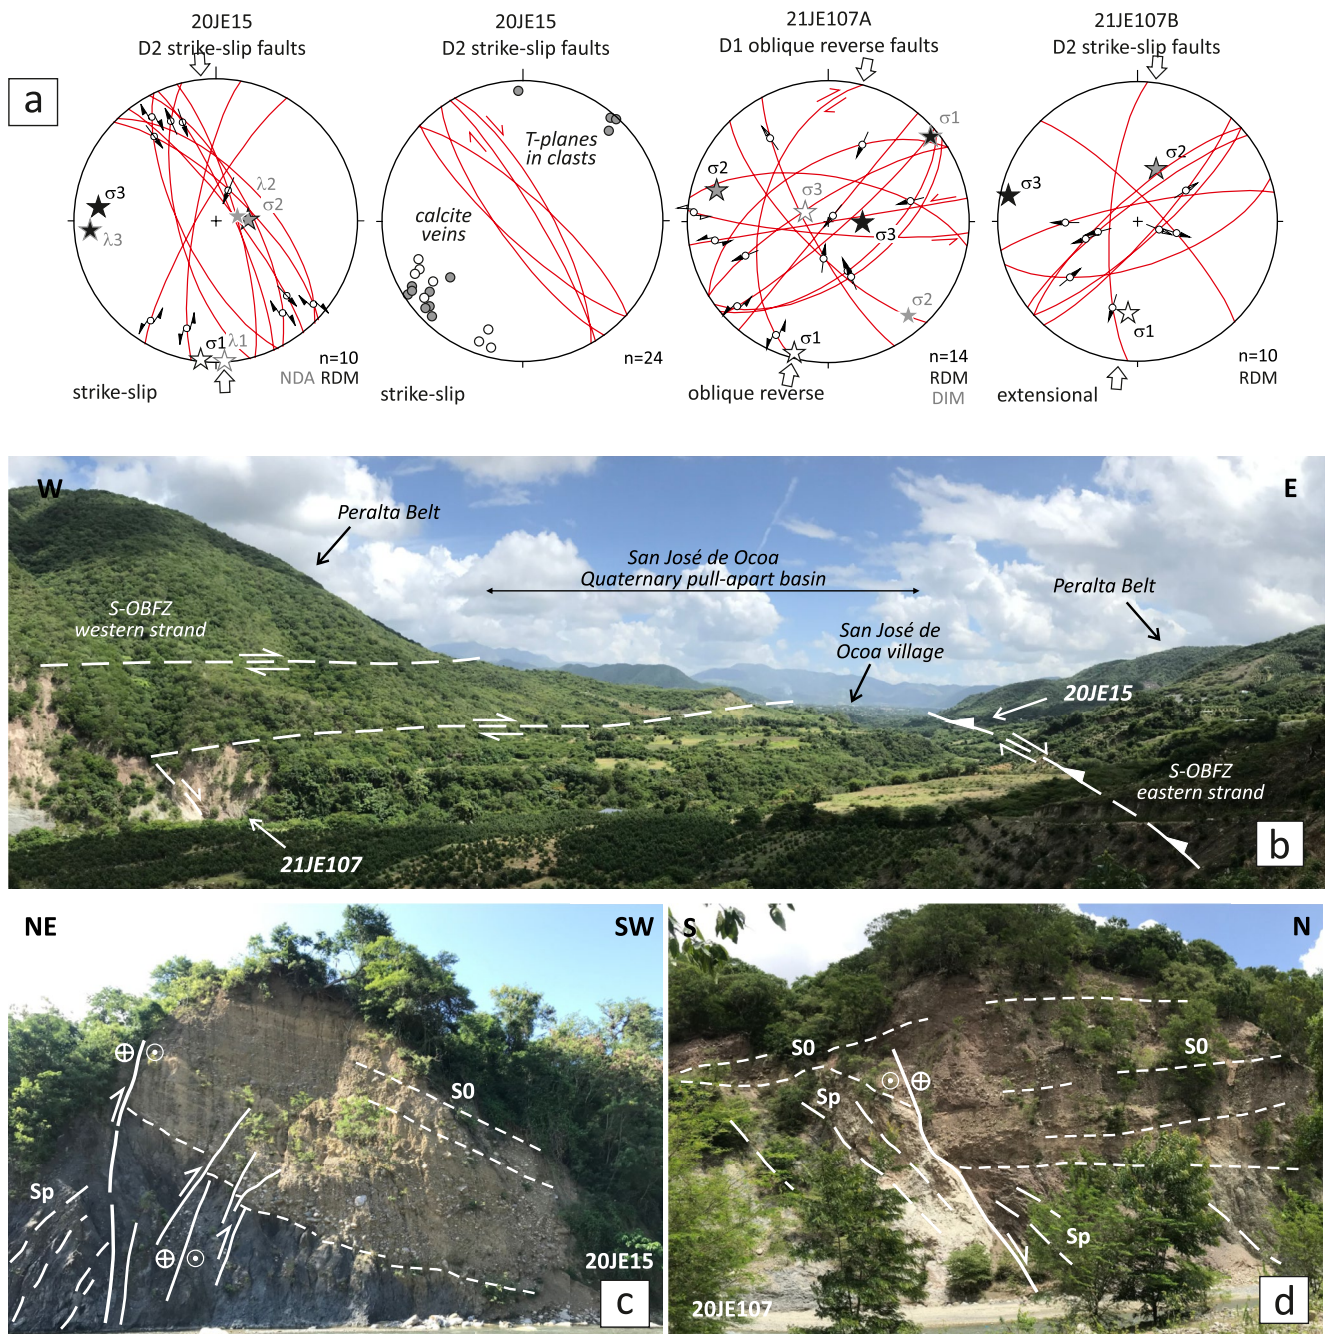 a
20JE15
D2 strike-slip faults
σ3
λ3
λ2
σ2
σ1
λ1
n=10
NDA RDM
strike-slip
20JE15
D2 strike-slip faults
T-planes
in clasts
calcite
veins
n=24
strike-slip
21JE107A
D1 oblique reverse faults
σ1
σ2
σ3
σ3
σ2
σ1
n=14
RDM
DIM
oblique reverse
21JE107B
D2 strike-slip faults
σ2
σ3
σ1
n=10
RDM
extensional
W
E
Peralta Belt
San José de Ocoa
Quaternary pull-apart basin
Peralta Belt
S-OBFZ
western strand
San José de
Ocoa village
20JE15
S-OBFZ
eastern strand
21JE107
b
NE
SW
S0
Sp
20JE15
c
S
N
S0
S0
Sp
Sp
20JE107
d